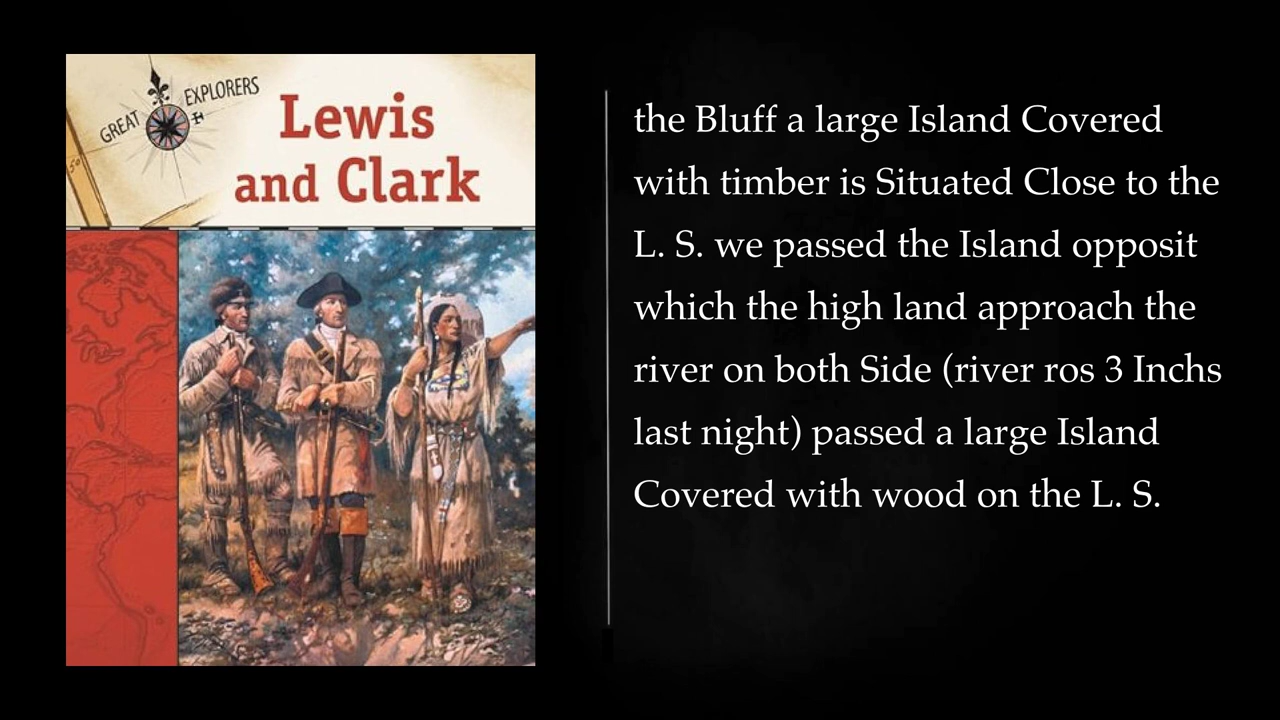 GREAT EXPLORERS
E
Lewis
and Clark
50
the Bluff a large Island Covered
with timber is Situated Close to the
L. S. we passed the Island opposit
which the high land approach the
river on both Side (river ros 3 Inchs
last night) passed a large Island
Covered with wood on the L. S.